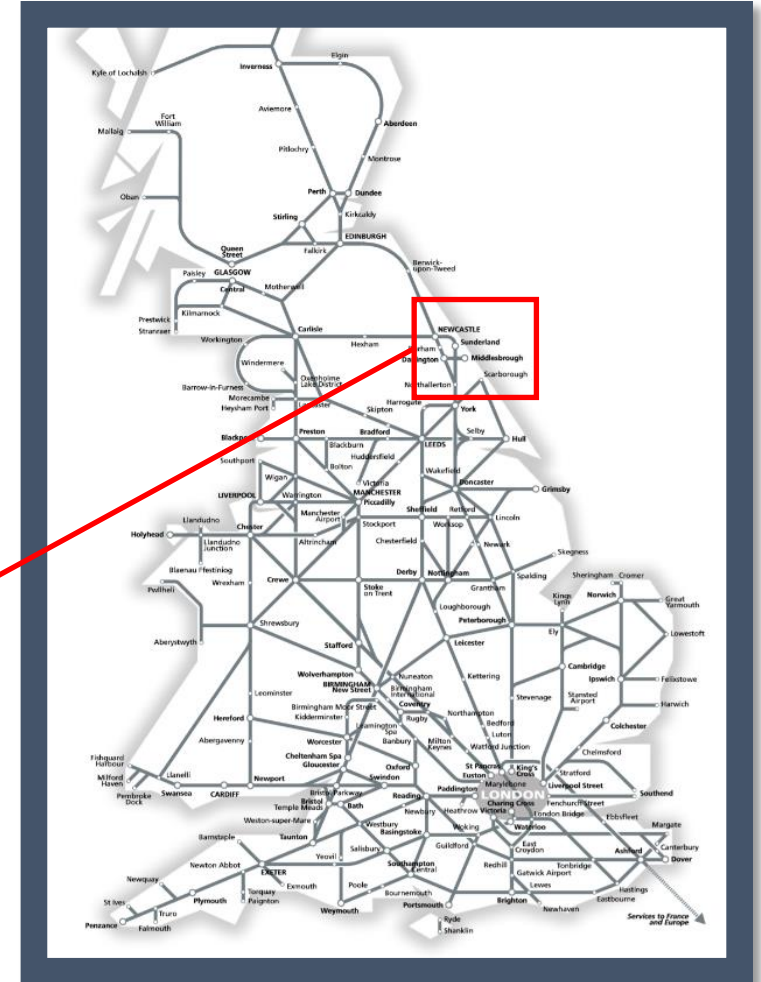 Elgin
Inverness
Kyle of Lochalsh
Aviemore
Fort
William
Aberdeen
Mallaig
Pitlochry
Montrose
Perth
Dundee
Oban
Kirkcaldy
Stirling
EDINBURGH
Queen
Street
Falkirk
Berwick-
upon-Tweed
Paisley
GLASGOW
Central
Motherwell
Kilmarnock
Prestwick
Stranraer
Carlisle
NEWCASTLE
Workington
Hexham
Sunderland
Durham
Darlington
Middlesbrough
Windermere
Scarborough
Oxenholme
Lake District
Northallerton
Barrow-in-Furness
Morecambe
Heysham Port
Lancaster
Harrogate
York
Skipton
Blackpool
Preston
Bradford
LEEDS
Selby
Hull
Blackburn
Huddersfield
Southport
Bolton
Wakefield
Wigan
Victoria
MANCHESTER
Piccadilly
Doncaster
Grimsby
LIVERPOOL
Warrington
Manchester
Airport
Sheffield
Retford
Lincoln
Llandudno
Stockport
Worksop
Holyhead
Chester
Llandudno
Junction
Altrincham
Chesterfield
Newark
Skegness
Blaenau Ffestiniog
Wrexham
Crewe
Stoke
on Trent
Derby
Nottingham
Grantham
Spalding
Sheringham
Cromer
Pwllheli
Kings
Lynn
Norwich
Great
Yarmouth
Loughborough
Peterborough
Shrewsbury
Ely
Lowestoft
Aberystwyth
Stafford
Leicester
Wolverhampton
Cambridge
BIRMINGHAM
New Street
Nuneaton
Kettering
Ipswich
Felixstowe
Birmingham
International
Leominster
Coventry
Stevenage
Stansted
Airport
Harwich
Birmingham Moor Street
Kidderminster
Rugby
Northampton
Hereford
Leamington
Spa
Bedford
Colchester
Worcester
Banbury
Milton
Keynes
Luton
Abergavenny
Watford Junction
Chelmsford
Fishguard
Harbour
Cheltenham Spa
Gloucester
Oxford
St Pancras
Euston
King's
Cross
Stratford
Milford
Haven
Llanelli
Newport
Swindon
Marylebone
Liverpool Street
Pembroke
Dock
Swansea
CARDIFF
Bristol Parkway
Reading
Paddington
LONDON
Southend
Bristol
Temple Meads
Bath
Newbury
Heathrow
Victoria
Charing Cross
Fenchurch Street
London Bridge
Ebbsfleet
Weston-super-Mare
Westbury
Basingstoke
Woking
Waterloo
Margate
Barnstaple
Taunton
Salisbury
Guildford
East
Croydon
Canterbury
Newton Abbot
Yeovil
Southampton
Central
Redhill
Tonbridge
Ashford
Dover
EXETER
Gatwick Airport
Newquay
Exmouth
Poole
Lewes
Hastings
St Ives
Plymouth
Torquay
Paignton
Bournemouth
Eastbourne
Truro
Weymouth
Portsmouth
Brighton
Newhaven
Penzance
Falmouth
Ryde
Shanklin
Services to France
and Europe